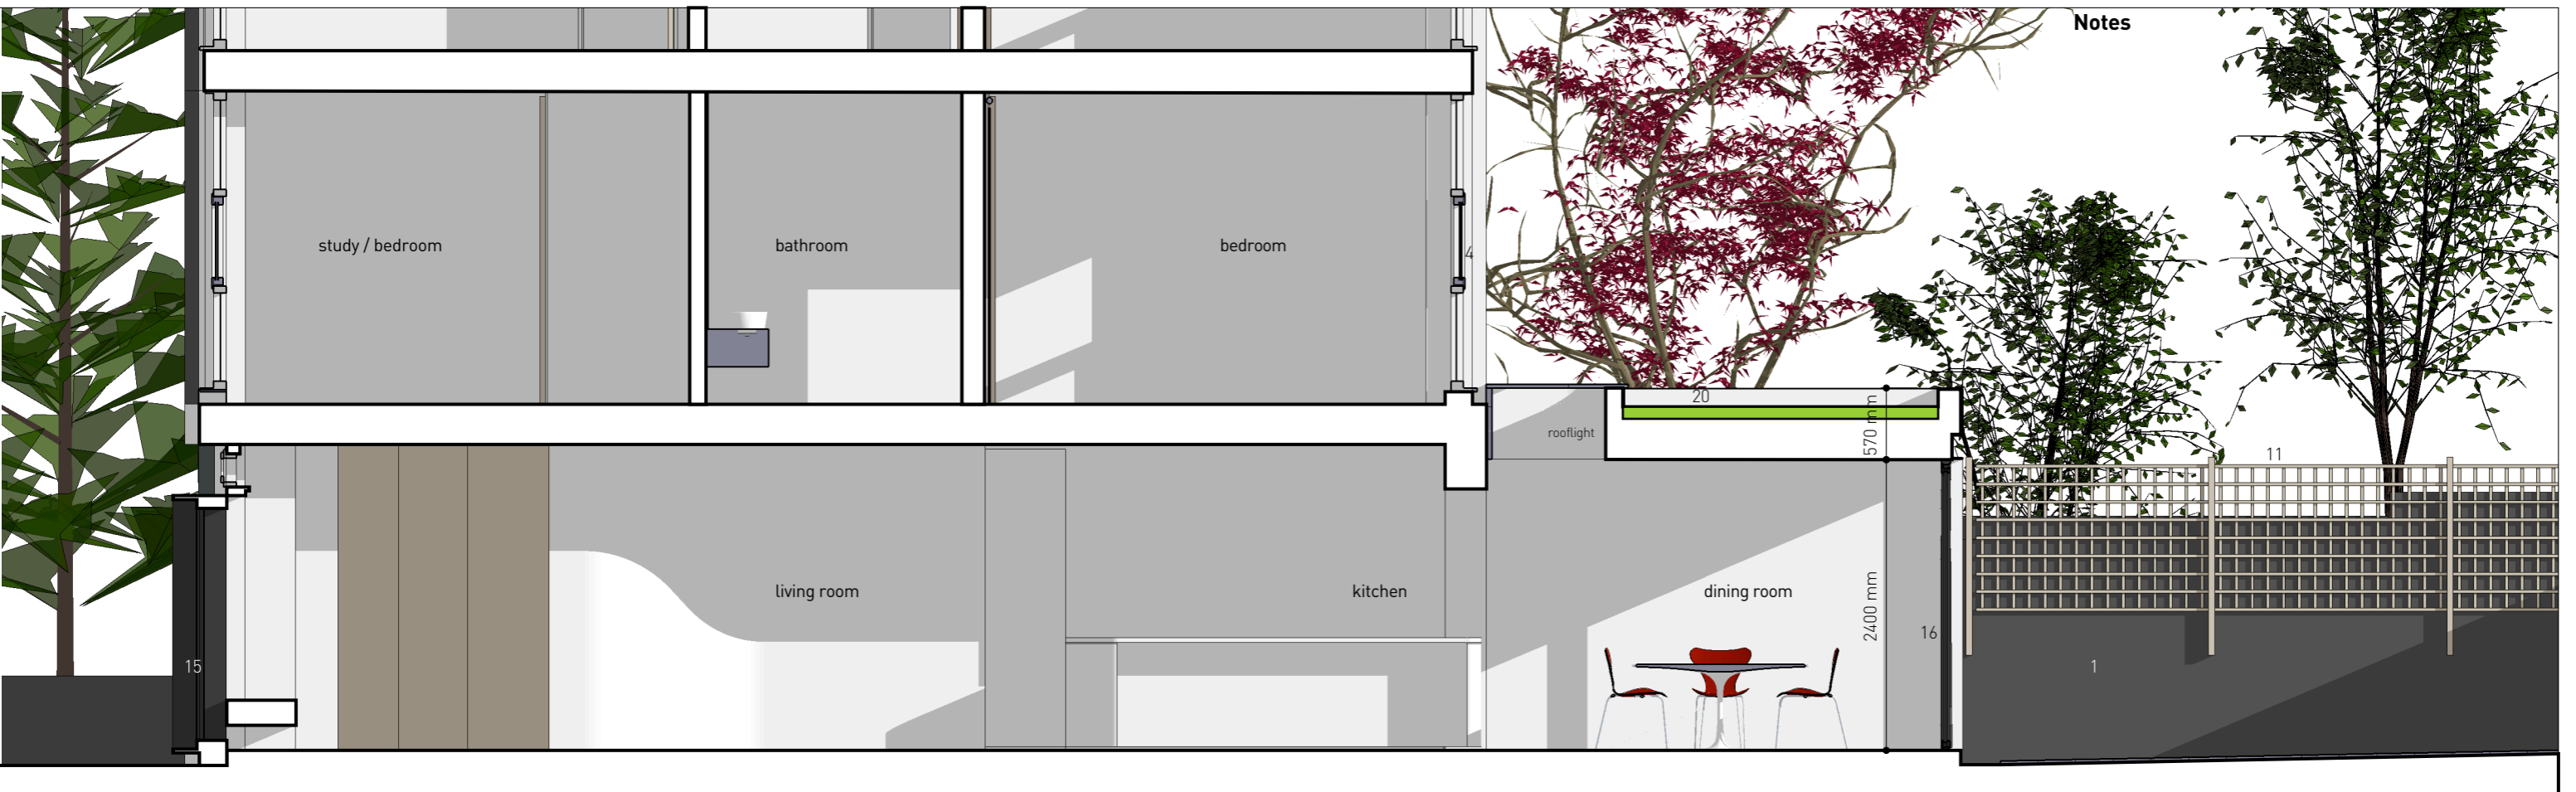 Notes
study / bedroom
bathroom
bedroom
4
20
570 mm
rooflight
11
living room
kitchen
dining room
2400 mm
16
15
1